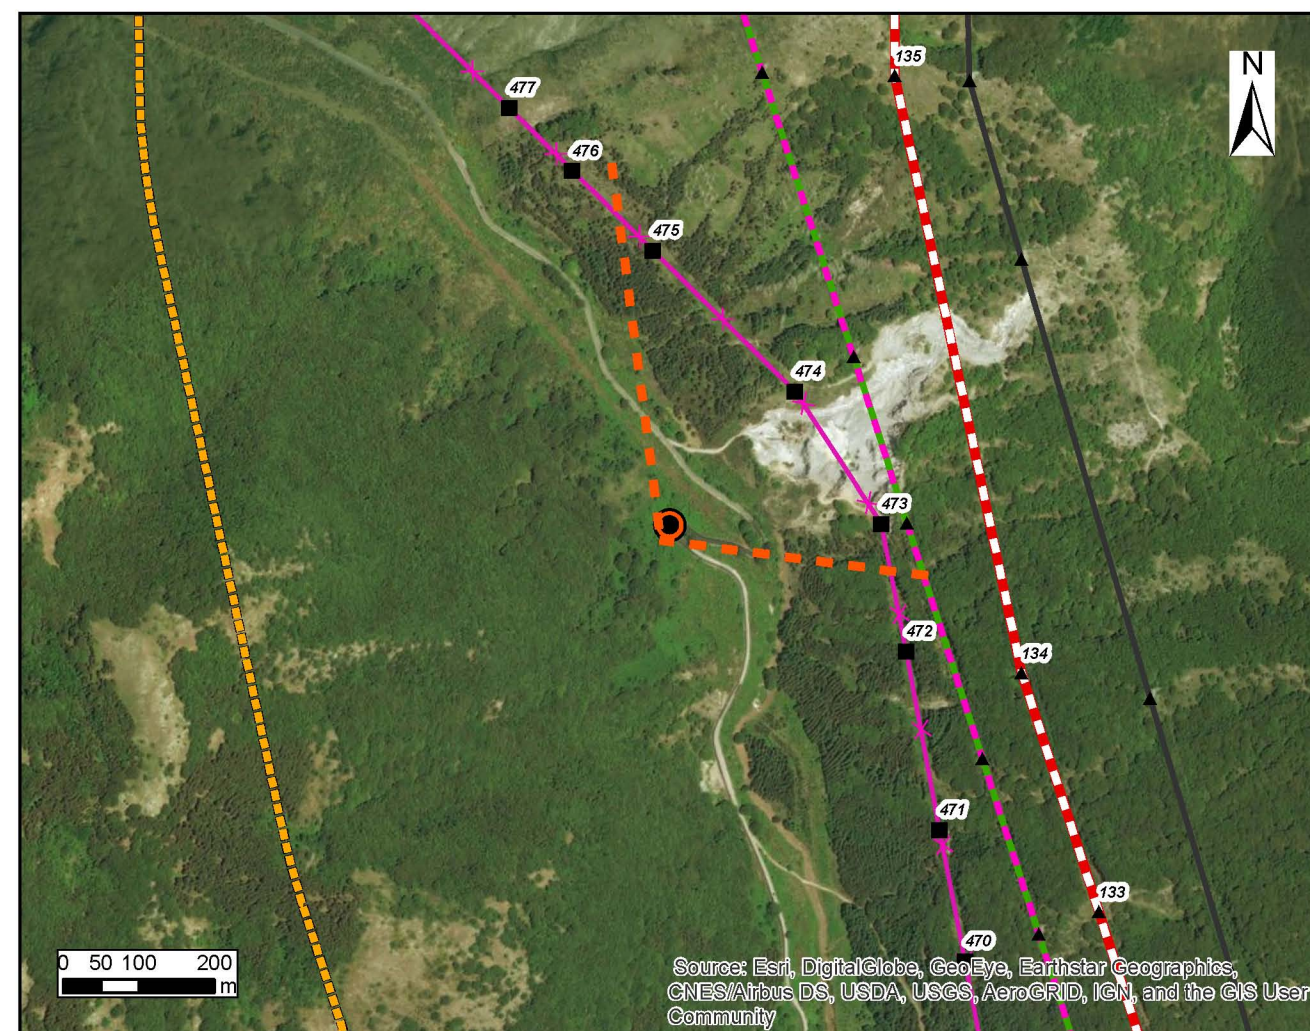 135
N
477
476
475
474
473
472
134
471
133
470
0 50 100 200
m
Source: Esri, DigitalGlobe, GeoEye, Earthstar Geographics,
CNES/Airbus DS, USDA, USGS, AeroGRID, IGN, and the GIS User
Community